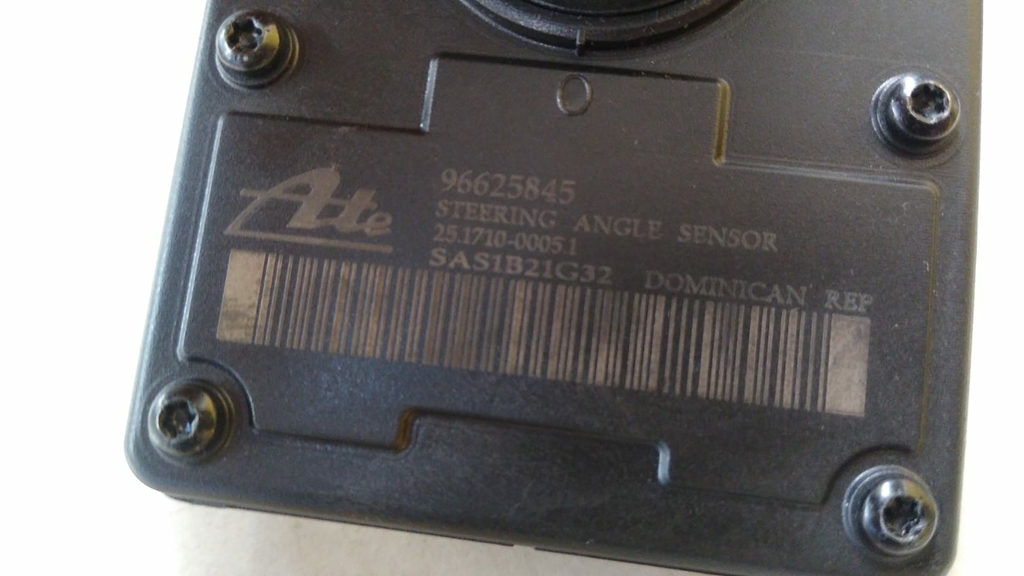 Ate
96625845
STEERING ANGLE SENSOR
25.1710-0005.1
SAS1B21G32 DOMINICAN REP